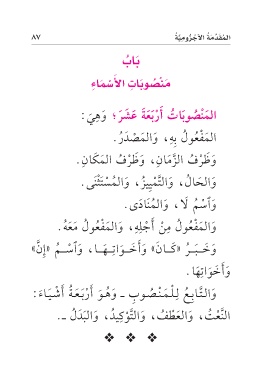 المُقَدِّمَةُ الآجُرُّومِيَّةُ ٨٧
بَابُ
مَنْصُوبَاتِ الأَسْمَاءِ
المَنْصُوبَاتُ أَرْبَعَةَ عَشَرَ؛ وَهِيَ:
المَفْعُولُ بِهِ، وَالمَصْدَرُ.
وَظَرْفُ الزَّمَانِ، وَظَرْفُ المَكَانِ.
وَالحَالُ، وَالتَّمْيِيزُ، وَالمُسْتَثْنَى.
وَٱسْمُ لَا، وَالمُنَادَى.
وَالمَفْعُولُ مِنْ أَجْلِهِ، وَالمَفْعُولُ مَعَهُ.
وَخَبَرُ «كَانَ» وَأَخَوَاتِهَا، وَٱسْمُ «إِنَّ»
وَأَخَوَاتِهَا.
وَالتَّابِعُ لِلْمَنْصُوبِ ـ وَهُوَ أَرْبَعَةُ أَشْيَاءَ:
النَّعْتُ، وَالعَطْفُ، وَالتَّوْكِيدُ، وَالبَدَلُ ـ.